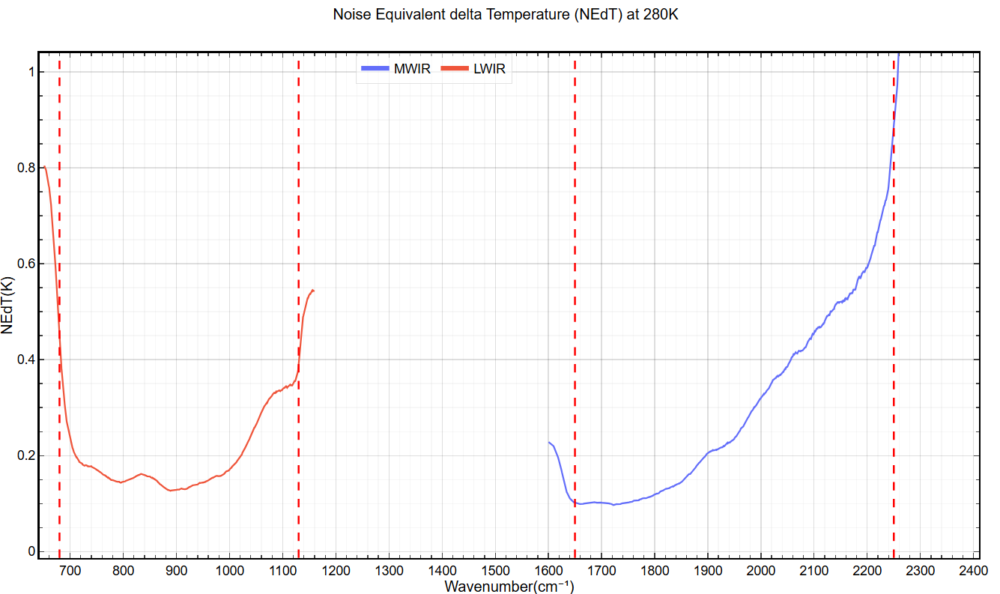 Noise Equivalent delta Temperature (NEdT) at 280K
MWIR LWIR
1
0.8
0.6
0.4
0.2
0
NEdT(K)
700 800 900 1000 1100 1200 1300 1400 1500 1600 1700 1800 1900 2000 2100 2200 2300 2400
Wavenumber(cm⁻¹)